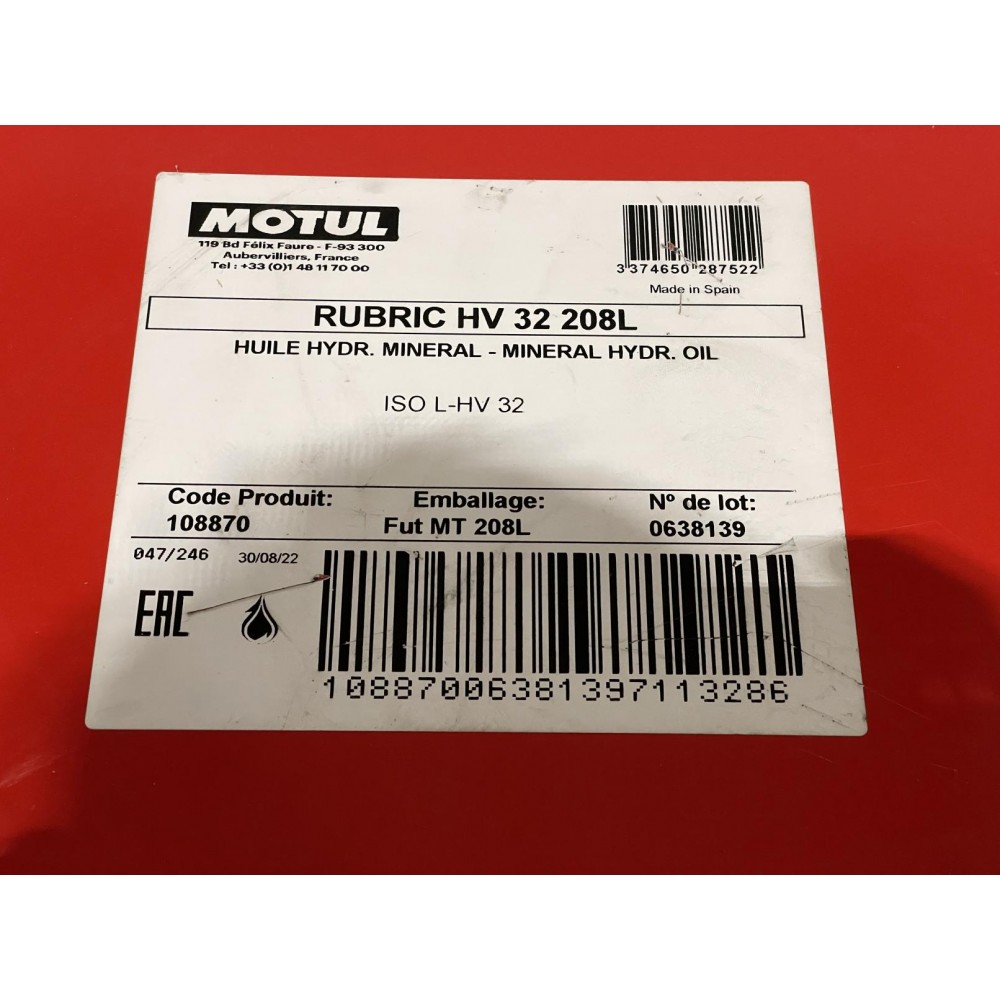 MOTUL
119 Bd Félix Faure - F-93 300
Aubervilliers, France
Tel : +33 (0)1 48 11 70 00
3 374650 287522
Made in Spain
RUBRIC HV 32 208L
HUILE HYDR. MINERAL - MINERAL HYDR. OIL
ISO L-HV 32
Code Produit: Emballage: Nº de lot:
108870 Fut MT 208L 0638139
047/246 30/08/22
EAC
10887006381397113286